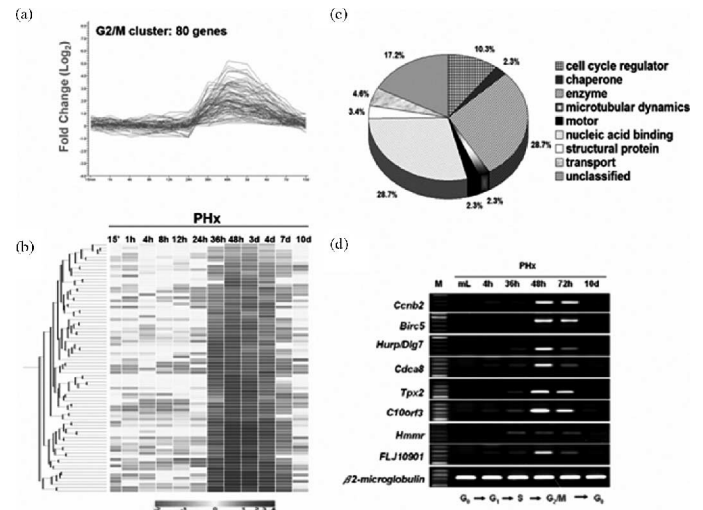 (a)
G2/M cluster: 80 genes
Fold Change (Log2)
(c)
17.2%
10.3%
2.3%
4.6%
3.4%
28.7%
28.7%
2.3%
2.3%
cell cycle regulator
chaperone
enzyme
microtubular dynamics
motor
nucleic acid binding
structural protein
transport
unclassified
(b)
PHx
15' 1h 4h 8h 12h 24h 36h 48h 3d 4d 7d 10d
(d)
PHx
M mL 4h 36h 48h 72h 10d
Ccnb2
Birc5
Hurp/Dlg7
Cdca8
Tpx2
C10orf3
Hmmr
FLJ10901
β2-microglobulin
G0 → G1 → S → G2/M → G0